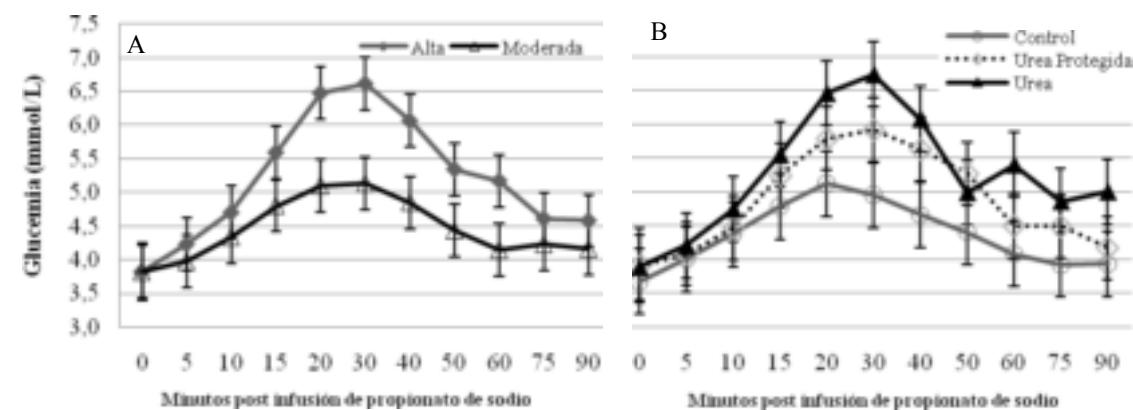 A
Alta Moderada
Glucemia (mmol/L)
7,5
7,0
6,5
6,0
5,5
5,0
4,5
4,0
3,5
3,0
0 5 10 15 20 30 40 50 60 75 90
Minutos post infusión de propionato de sodio
B
Control
Urea Protegida
Urea
0 5 10 15 20 30 40 50 60 75 90
Minutos post infusión de propionato de sodio